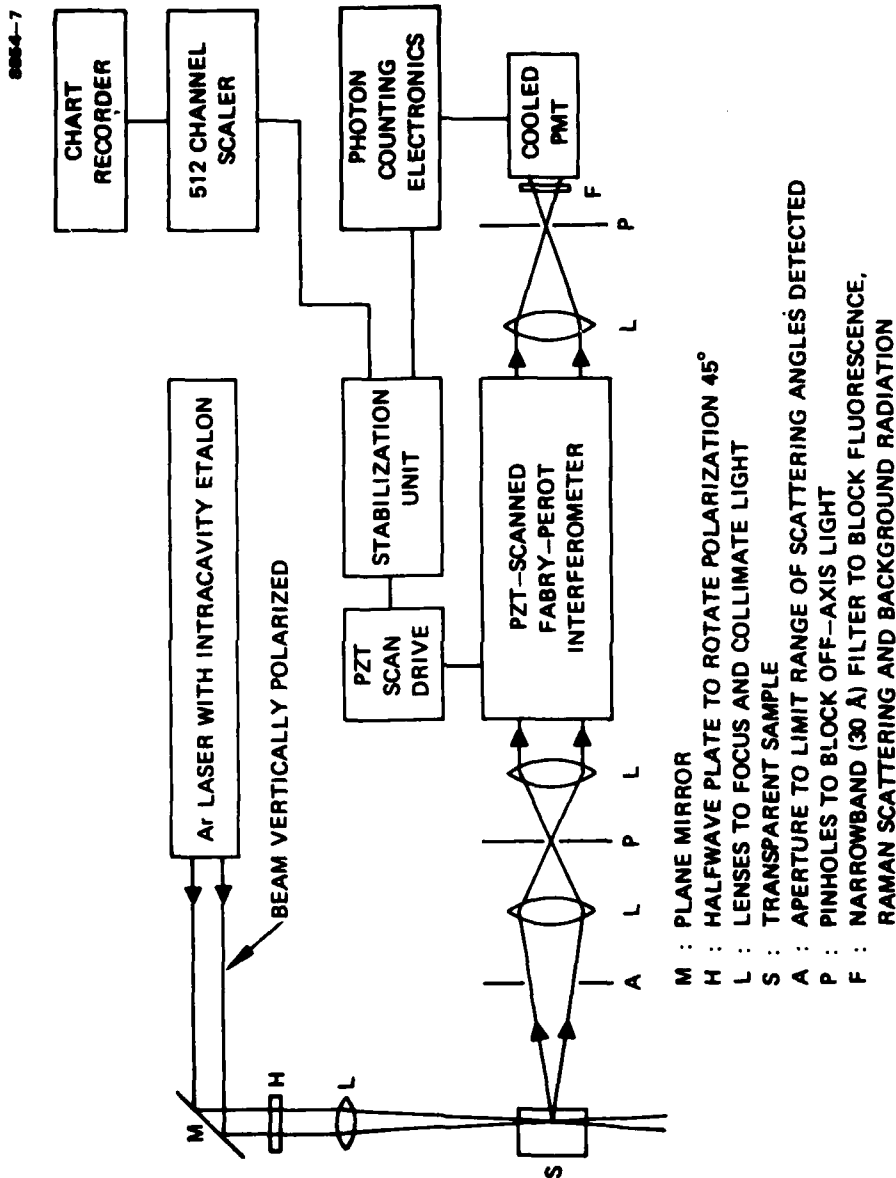 8654-7
CHART
RECORDER
512 CHANNEL
SCALER
PHOTON
COUNTING
ELECTRONICS
COOLED
PMT
Ar LASER WITH INTRACAVITY ETALON
BEAM VERTICALLY POLARIZED
STABILIZATION
UNIT
PZT
SCAN
DRIVE
PZT-SCANNED
FABRY-PEROT
INTERFEROMETER
M
H
L
S
A
L
P
L
L
P
F
M : PLANE MIRROR
H : HALFWAVE PLATE TO ROTATE POLARIZATION 45°
L : LENSES TO FOCUS AND COLLIMATE LIGHT
S : TRANSPARENT SAMPLE
A : APERTURE TO LIMIT RANGE OF SCATTERING ANGLES DETECTED
P : PINHOLES TO BLOCK OFF-AXIS LIGHT
F : NARROWBAND (30 Å) FILTER TO BLOCK FLUORESCENCE,
RAMAN SCATTERING AND BACKGROUND RADIATION